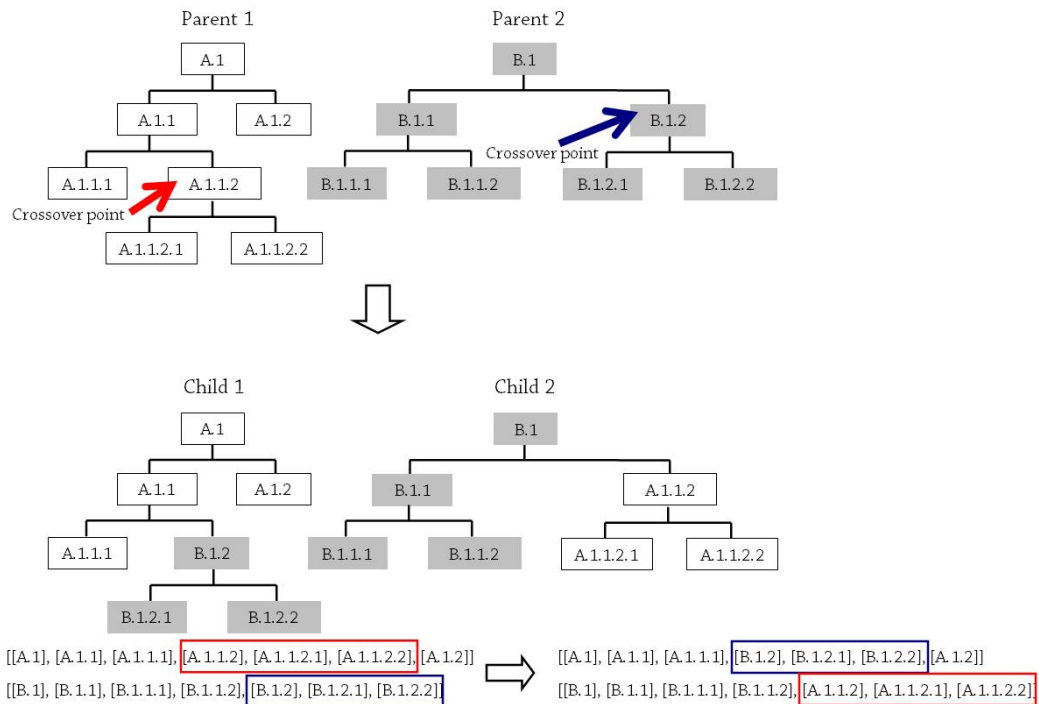 Parent 1
Parent 2
A.1
B.1
A.1.1
A.1.2
B.1.1
B.1.2
Crossover point
A.1.1.1
A.1.1.2
B.1.1.1
B.1.1.2
B.1.2.1
B.1.2.2
Crossover point
A.1.1.2.1
A.1.1.2.2
Child 1
Child 2
A.1
B.1
A.1.1
A.1.2
B.1.1
A.1.1.2
A.1.1.1
B.1.2
B.1.1.1
B.1.1.2
A.1.1.2.1
A.1.1.2.2
B.1.2.1
B.1.2.2
[[A.1], [A.1.1], [A.1.1.1], [A.1.1.2], [A.1.1.2.1], [A.1.1.2.2], [A.1.2]]
[[A.1], [A.1.1], [A.1.1.1], [B.1.2], [B.1.2.1], [B.1.2.2], [A.1.2]]
[[B.1], [B.1.1], [B.1.1.1], [B.1.1.2], [B.1.2], [B.1.2.1], [B.1.2.2]]
[[B.1], [B.1.1], [B.1.1.1], [B.1.1.2], [A.1.1.2], [A.1.1.2.1], [A.1.1.2.2]]